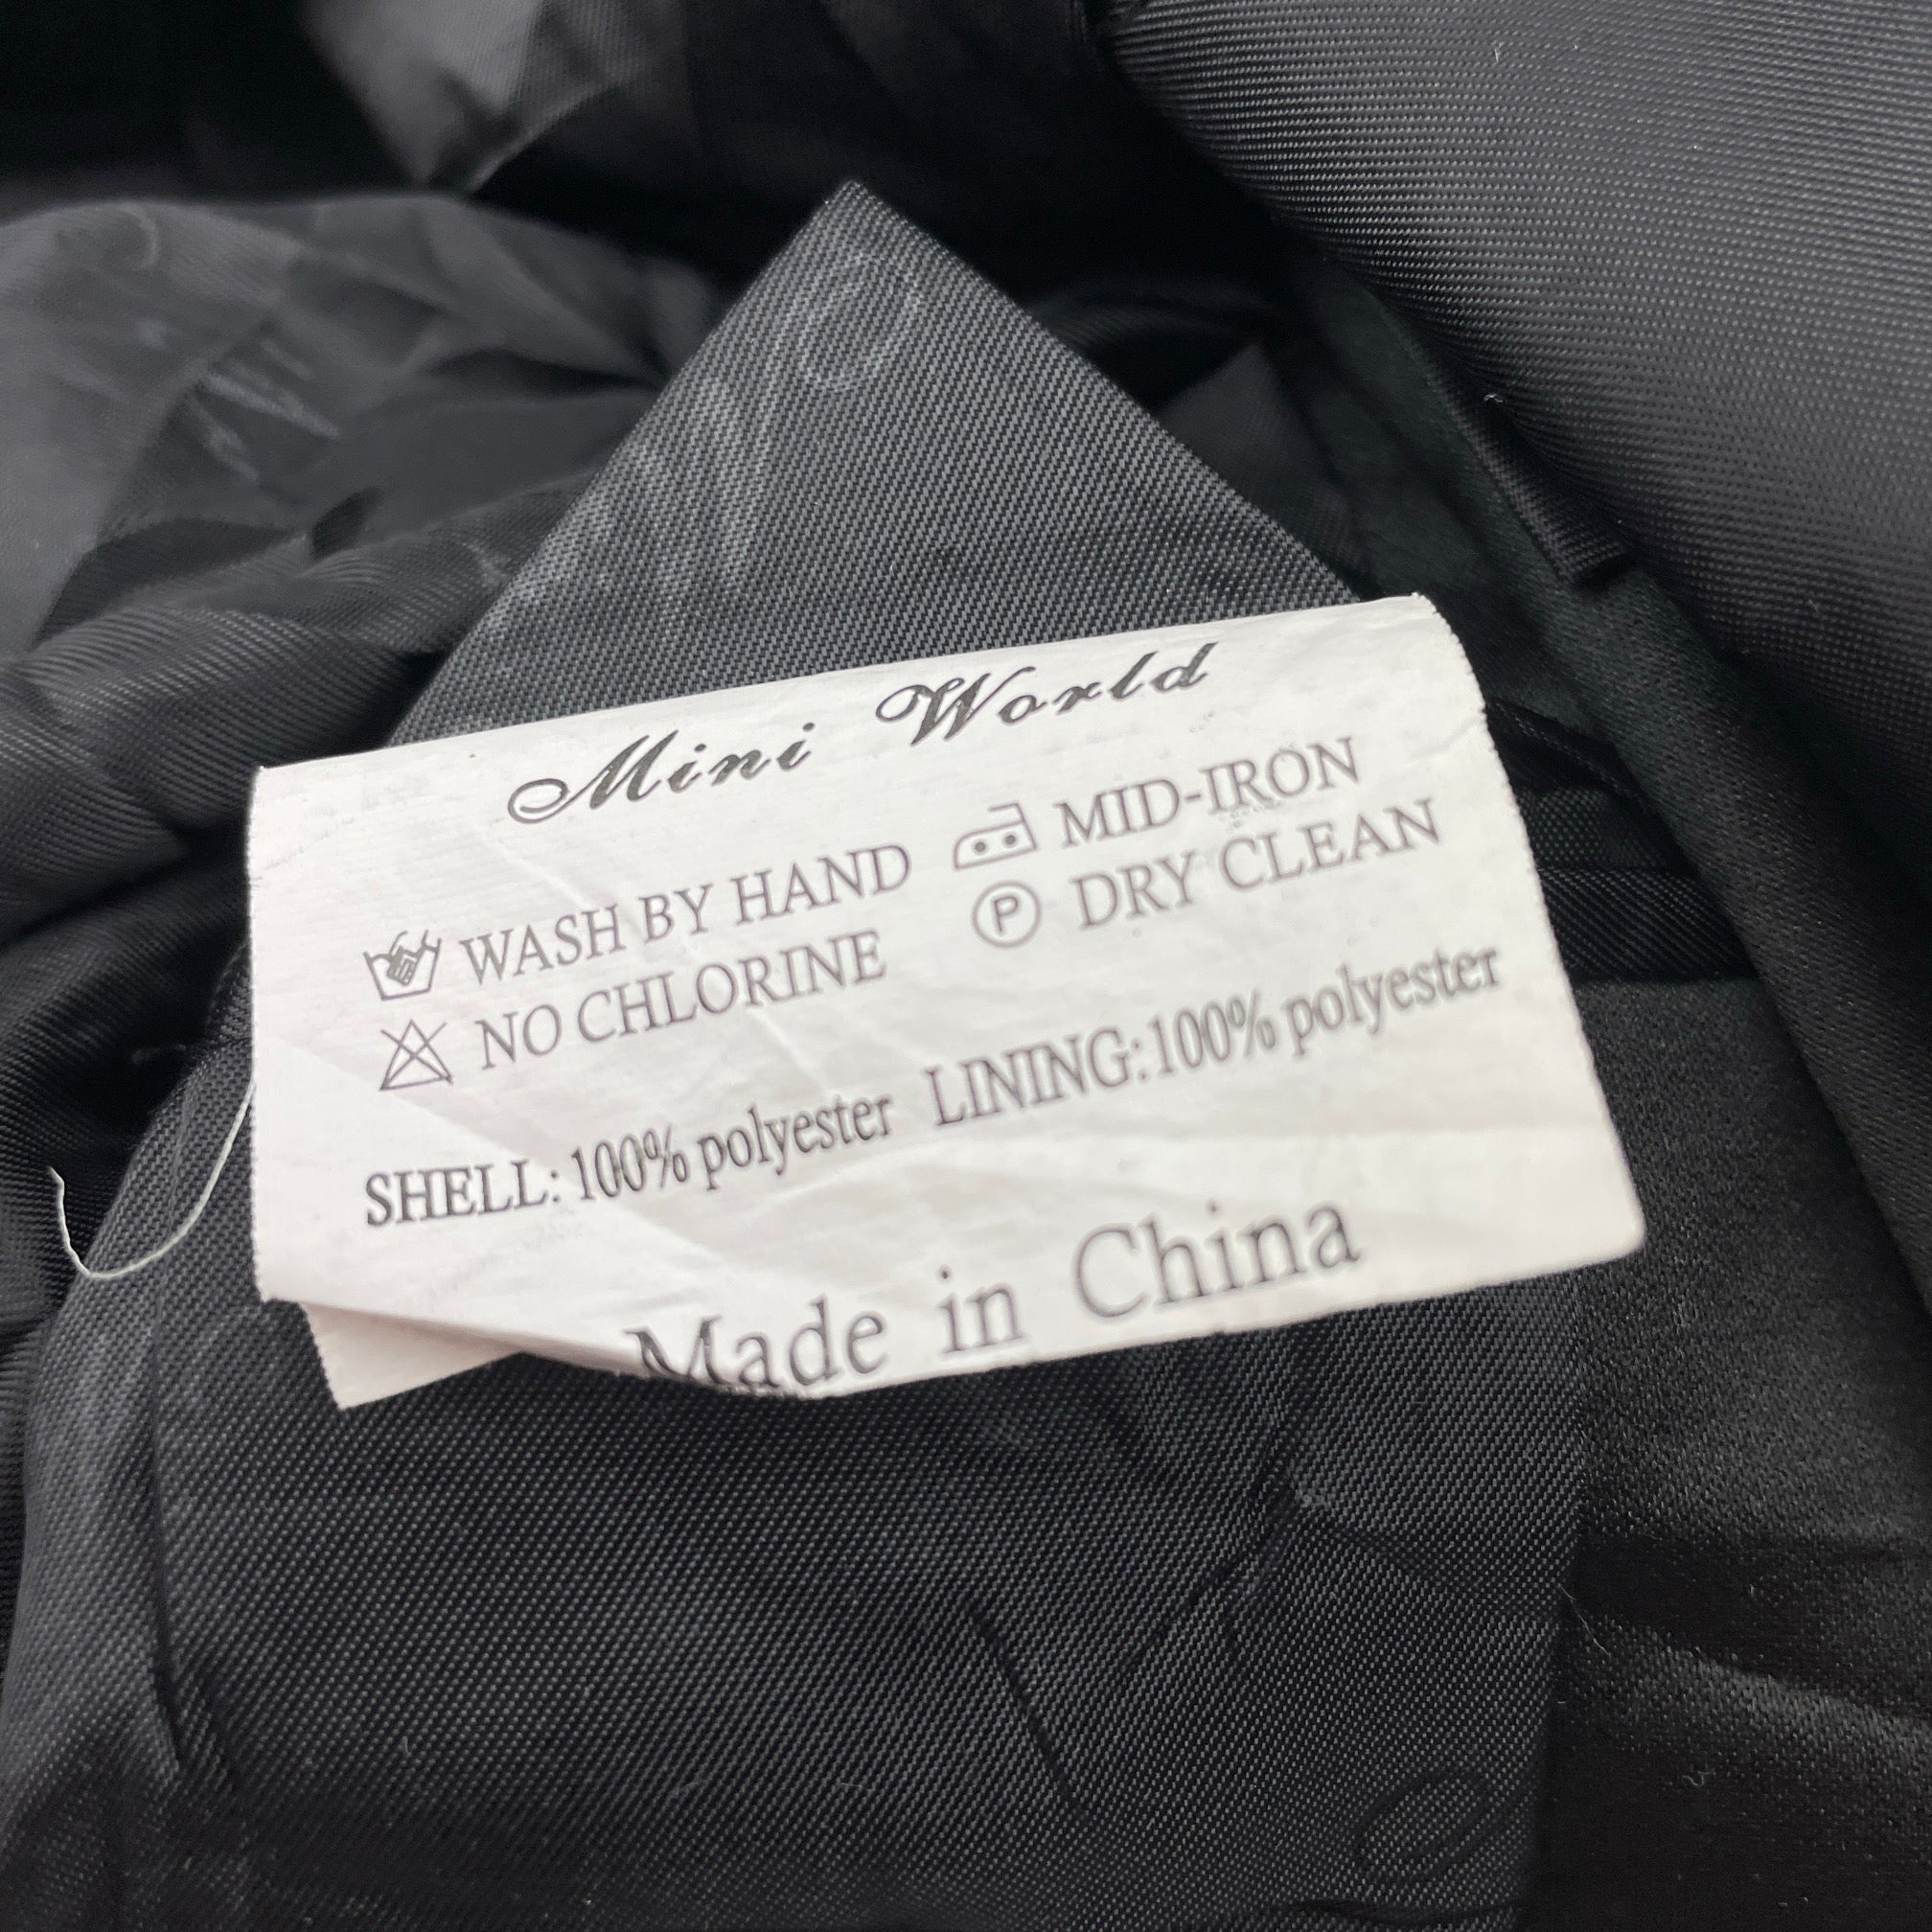 Mini World
WASH BY HAND MID-IRON
NO CHLORINE P DRY CLEAN
SHELL: 100% polyester LINING: 100% polyester
Made in China